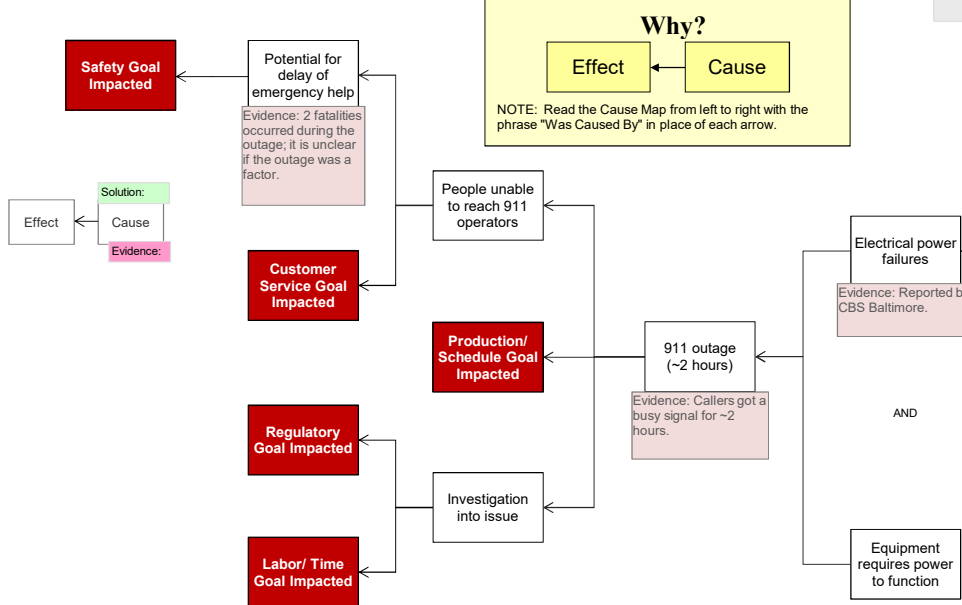 Why?
Effect
Cause
NOTE:  Read the Cause Map from left to right with the
phrase "Was Caused By" in place of each arrow.
Safety Goal
Impacted
Potential for
delay of
emergency help
Evidence: 2 fatalities
occurred during the
outage; it is unclear
if the outage was a
factor.
Solution:
Effect
Cause
Evidence:
People unable
to reach 911
operators
Customer
Service Goal
Impacted
Production/
Schedule Goal
Impacted
911 outage
(~2 hours)
Evidence: Callers got a
busy signal for ~2
hours.
Electrical power
failures
Evidence: Reported b
CBS Baltimore.
AND
Regulatory
Goal Impacted
Investigation
into issue
Labor/ Time
Goal Impacted
Equipment
requires power
to function